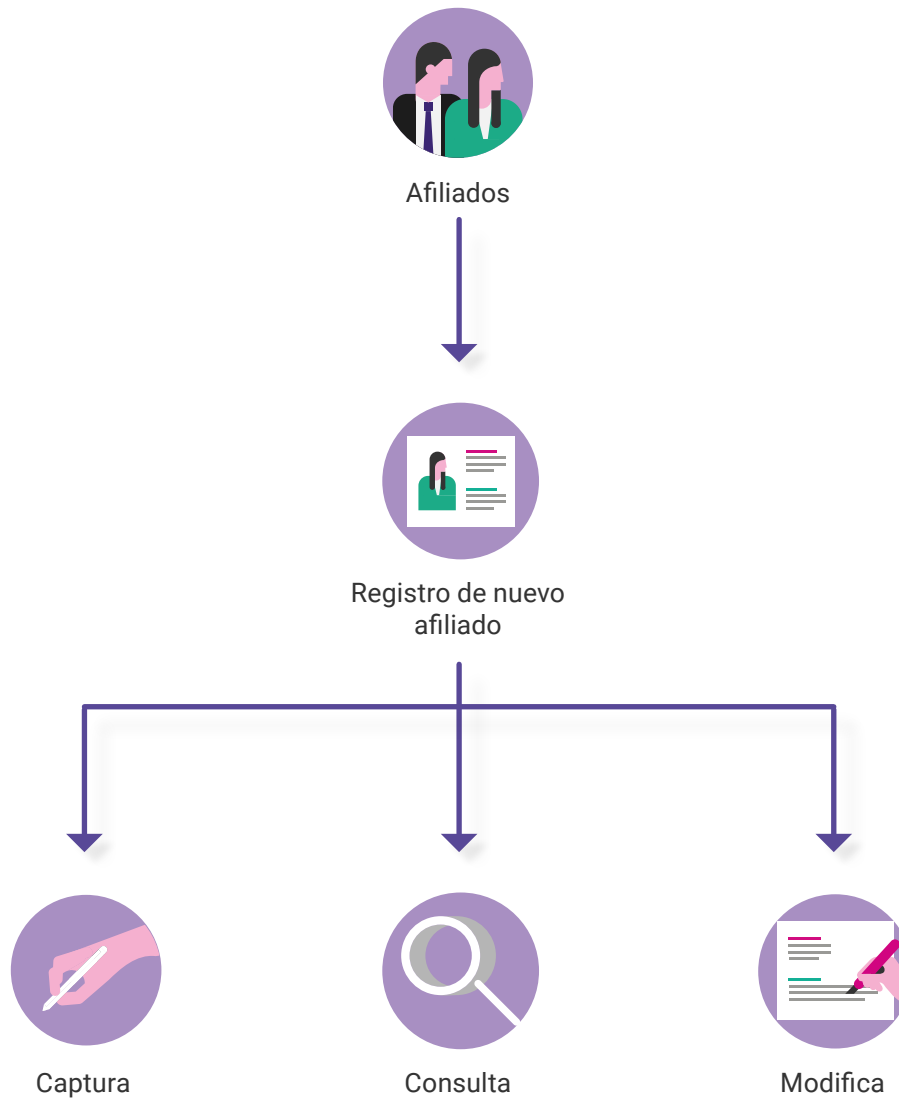 Afiliados
Registro de nuevo
afiliado
Captura
Consulta
Modifica